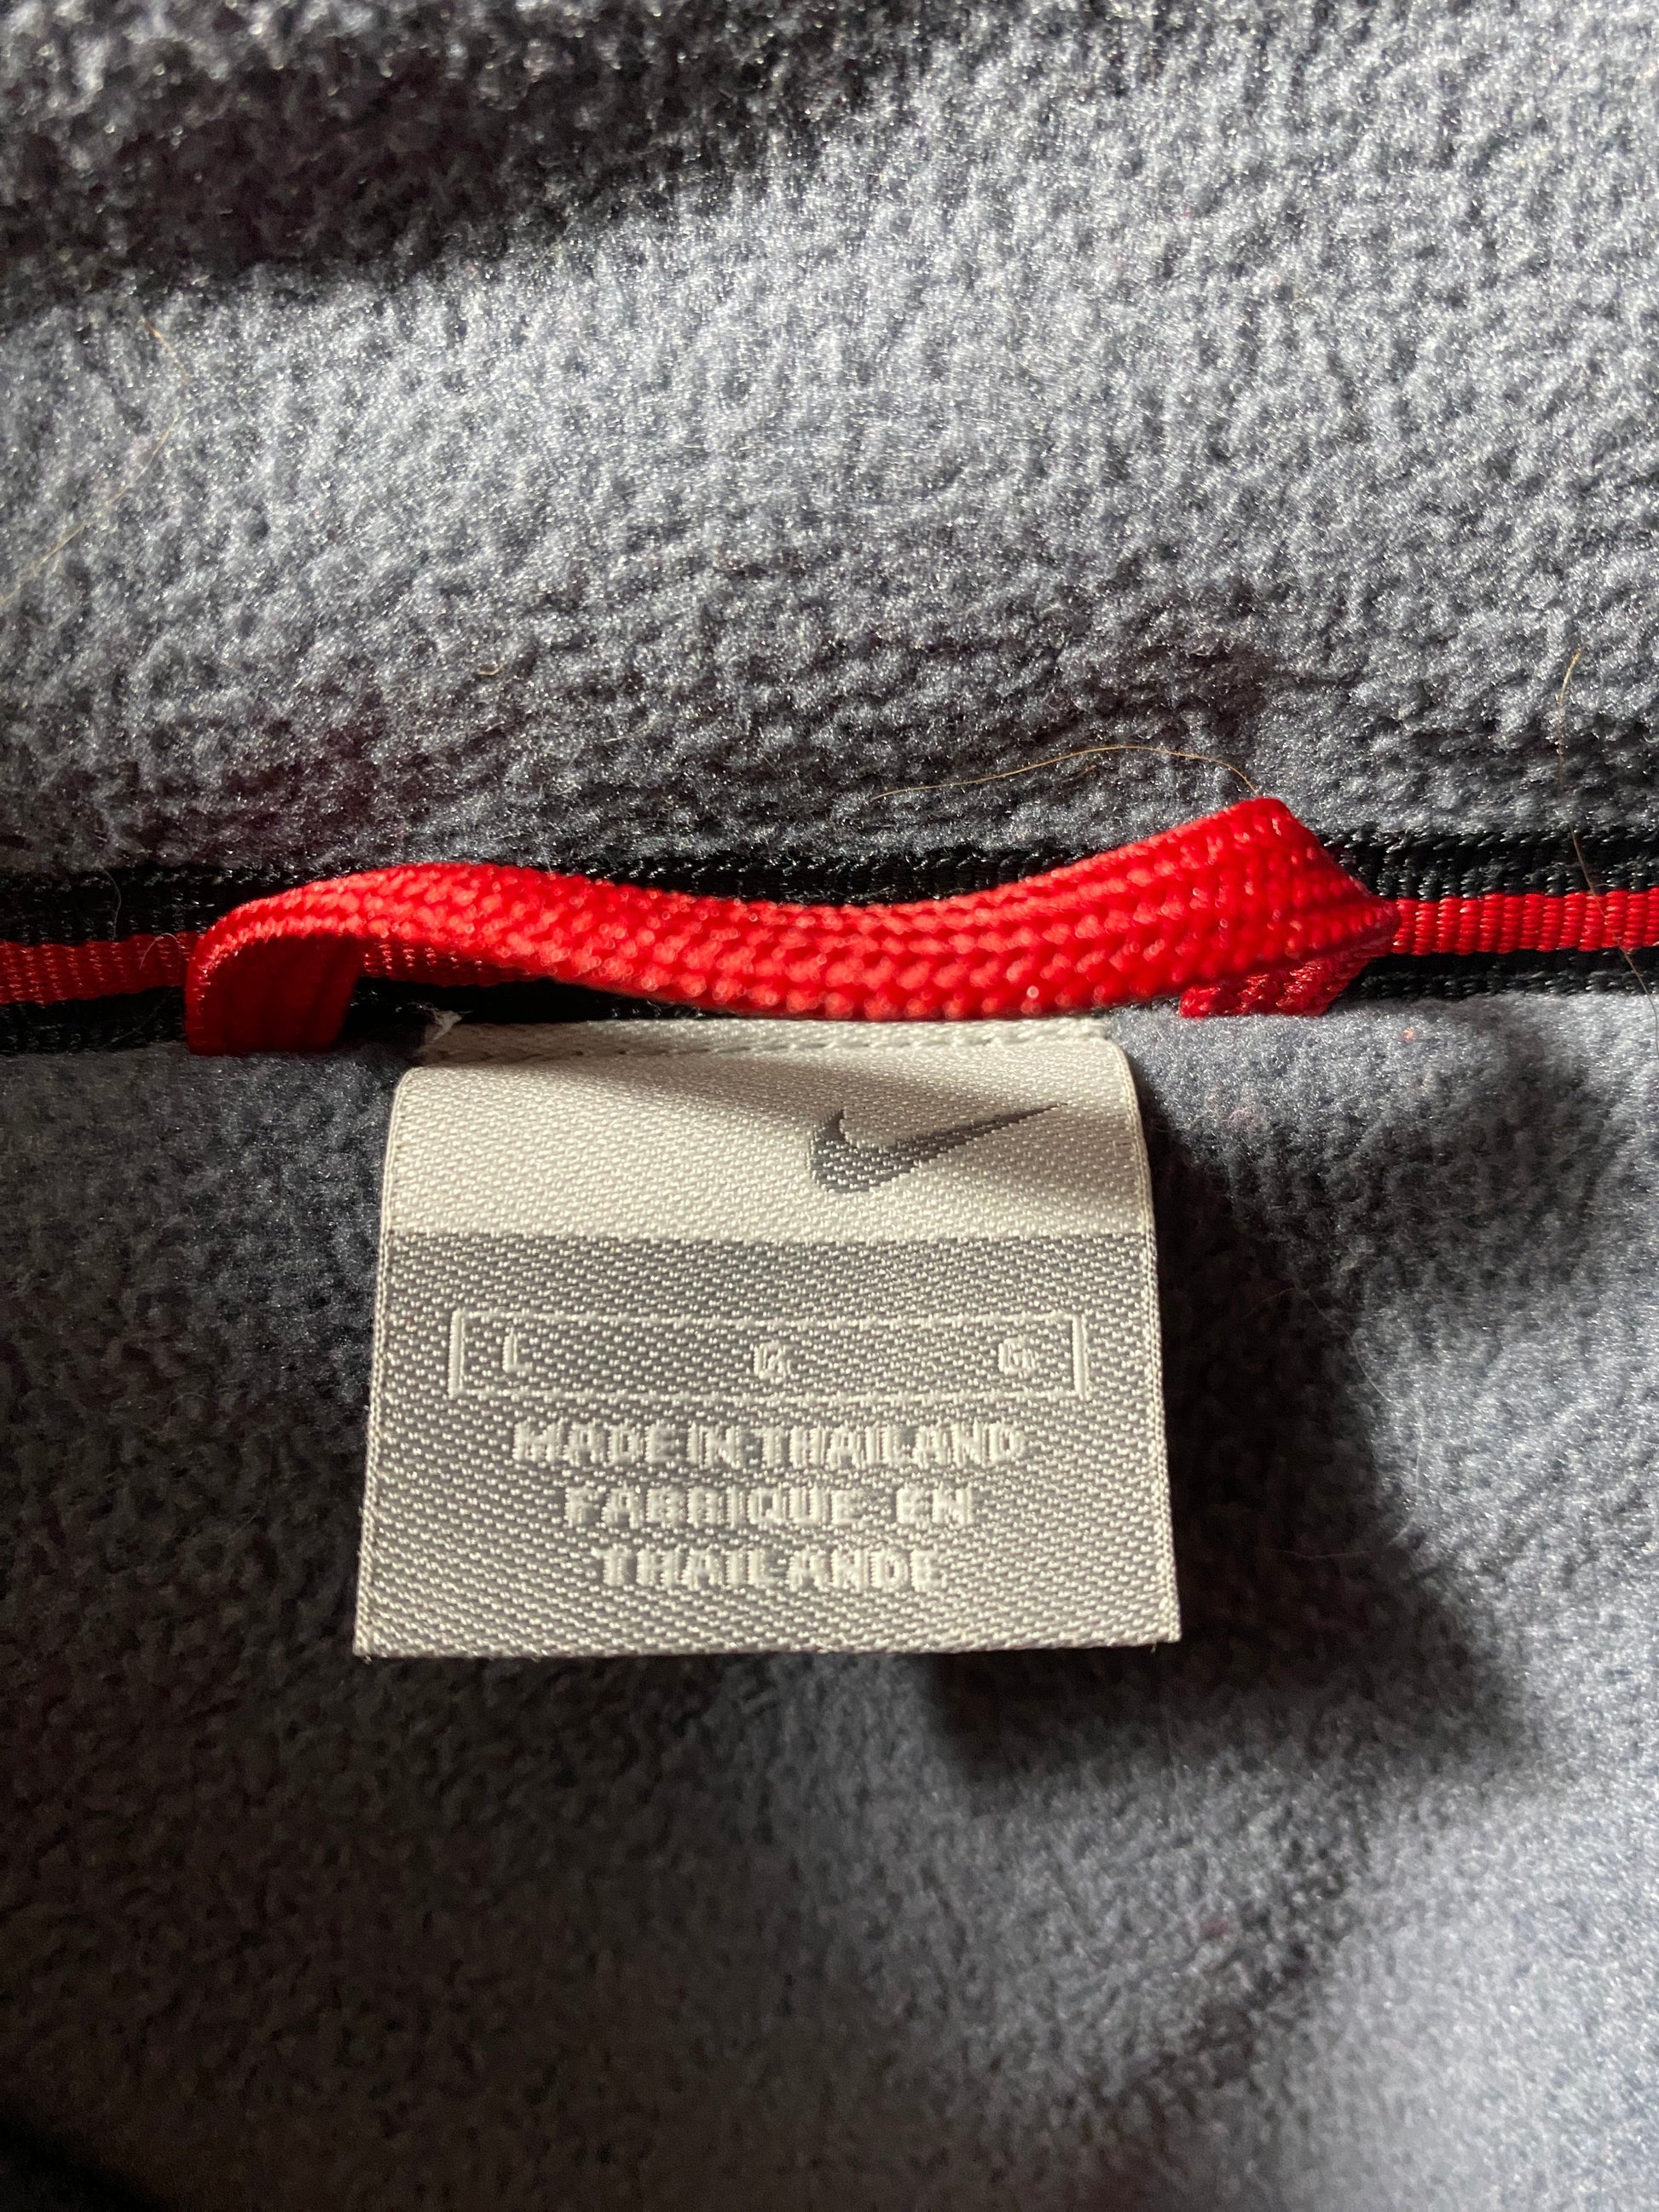 L G G
MADE IN THAILAND
FABRIQUE EN
THAILANDE